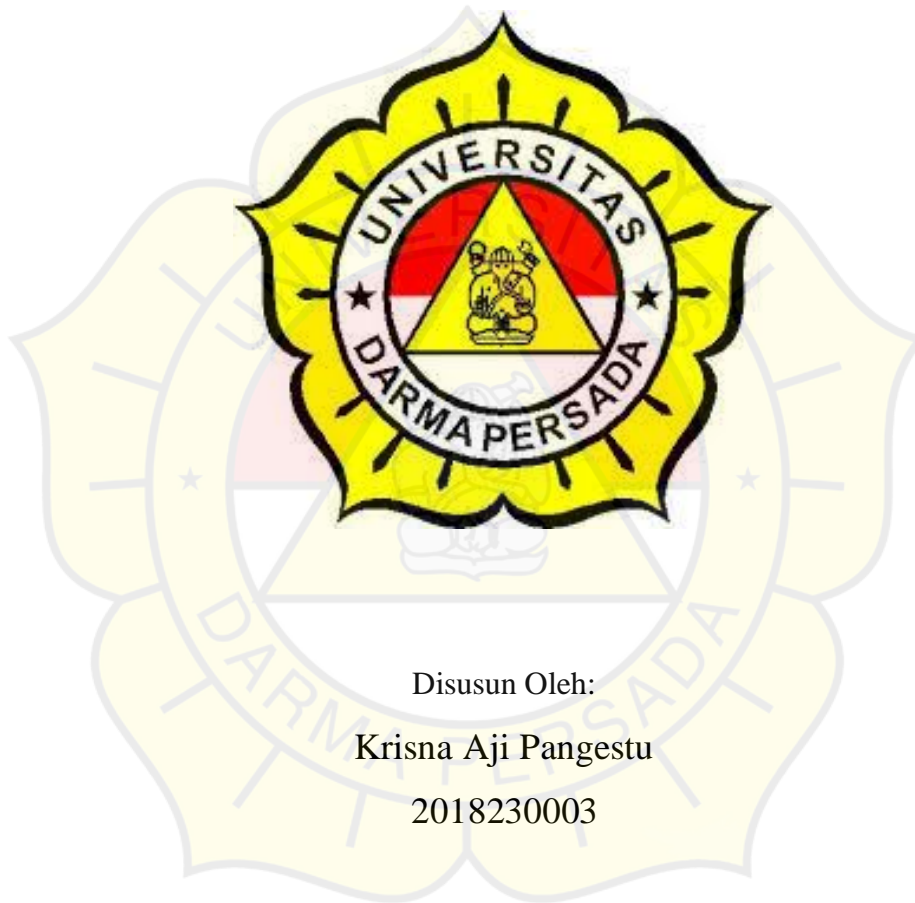 UNIVERSITAS
DARMA PERSADA
Disusun Oleh:
Krisna Aji Pangestu
2018230003